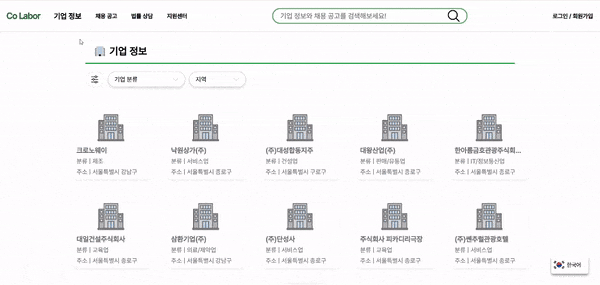 Co Labor
기업 정보
채용 공고
법률 상담
지원센터
기업 정보와 채용 공고를 검색해보세요!
로그인 / 회원가입
기업 정보
기업 분류
지역
크로노웨이
분류 | 제조
주소 | 서울특별시 강남구
낙원상가(주)
분류 | 서비스업
주소 | 서울특별시 종로구
(주)대성합동지주
분류 | 건설업
주소 | 서울특별시 구로구
대왕산업(주)
분류 | 판매/유통업
주소 | 서울특별시 종로구
한아름금호관광주식회...
분류 | IT/정보통신업
주소 | 서울특별시 종로구
대일건설주식회사
분류 | 교육업
주소 | 서울특별시 종로구
삼환기업(주)
분류 | 의료/제약업
주소 | 서울특별시 강남구
(주)단성사
분류 | 서비스업
주소 | 서울특별시 종로구
주식회사 피카디리극장
분류 | 교육업
주소 | 서울특별시 종로구
(주)센추럴관광호텔
분류 | 서비스업
주소 | 서울특별시 종로구
한국어